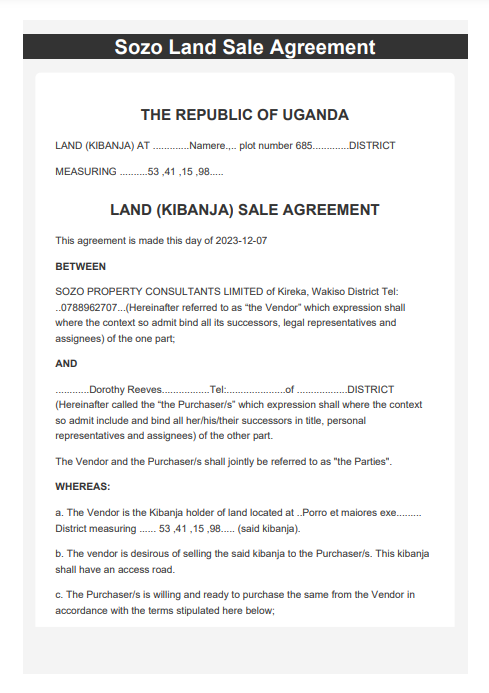 Sozo Land Sale Agreement
THE REPUBLIC OF UGANDA
LAND (KIBANJA) AT .............Namere.,.. plot number 685.............DISTRICT
MEASURING ..........53 ,41 ,15 ,98.....
LAND (KIBANJA) SALE AGREEMENT
This agreement is made this day of 2023-12-07
BETWEEN
SOZO PROPERTY CONSULTANTS LIMITED of Kireka, Wakiso District Tel:
..0788962707...(Hereinafter referred to as “the Vendor” which expression shall
where the context so admit bind all its successors, legal representatives and
assignees) of the one part;
AND
............Dorothy Reeves.................Tel:.....................of ..................DISTRICT
(Hereinafter called the “the Purchaser/s” which expression shall where the context
so admit include and bind all her/his/their successors in title, personal
representatives and assignees) of the other part.
The Vendor and the Purchaser/s shall jointly be referred to as "the Parties".
WHEREAS:
a. The Vendor is the Kibanja holder of land located at ..Porro et maiores exe.........
District measuring ...... 53 ,41 ,15 ,98..... (said kibanja).
b. The vendor is desirous of selling the said kibanja to the Purchaser/s. This kibanja
shall have an access road.
c. The Purchaser/s is willing and ready to purchase the same from the Vendor in
accordance with the terms stipulated here below;